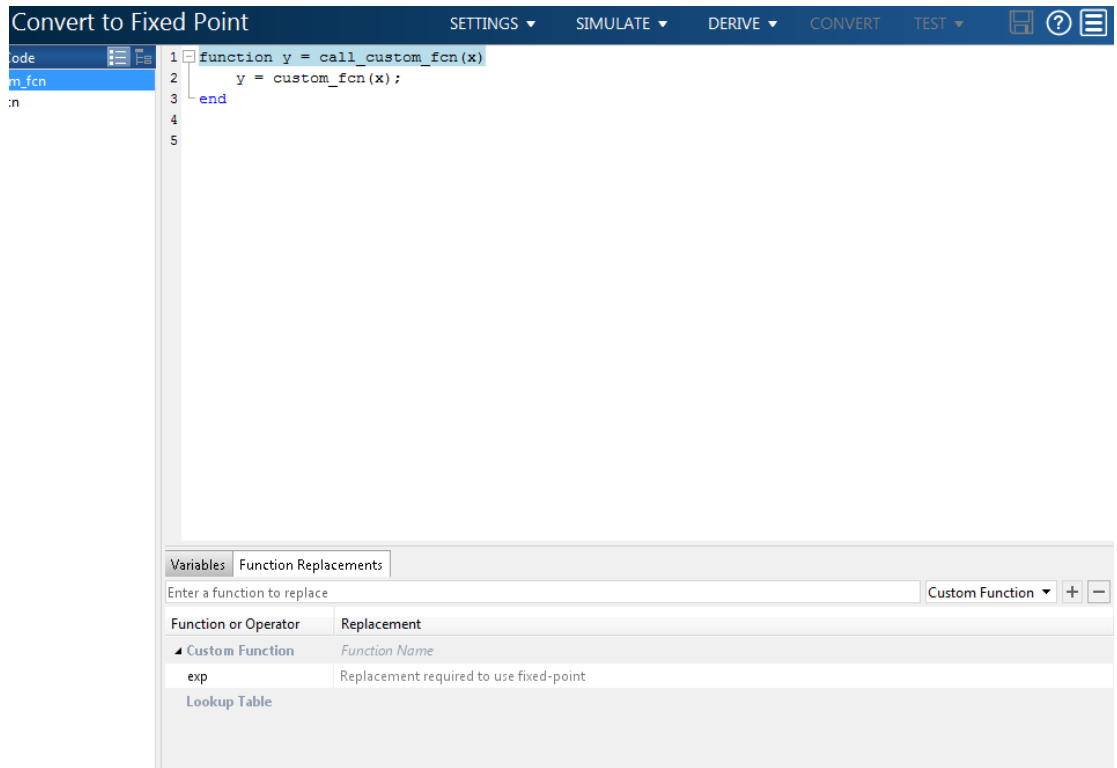 Convert to Fixed Point SETTINGS ▼ SIMULATE ▼ DERIVE ▼ CONVERT TEST ▼
Code
m_fcn
:n
1 function y = call_custom_fcn(x)
2 y = custom_fcn(x);
3 end
4
5
Variables Function Replacements
Enter a function to replace Custom Function ▼ + −
Function or Operator Replacement
Custom Function Function Name
exp Replacement required to use fixed-point
Lookup Table